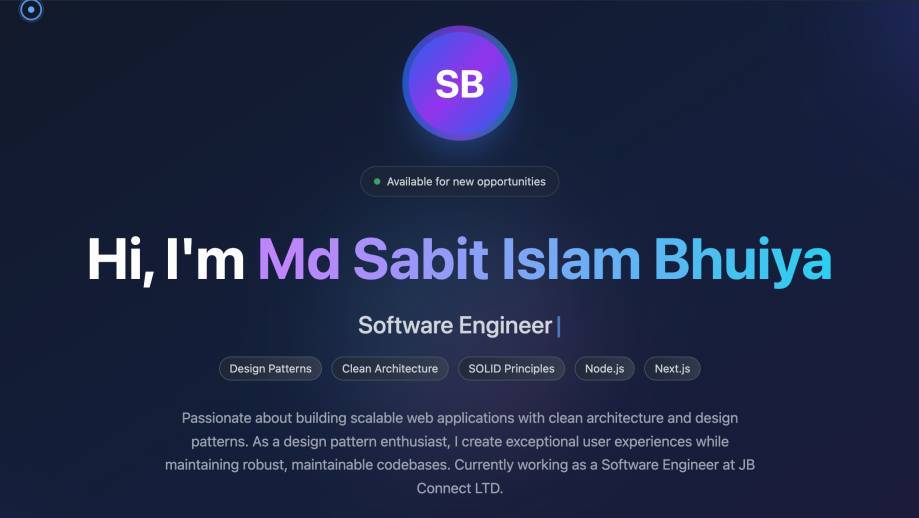 SB
Available for new opportunities
Hi, I'm Md Sabit Islam Bhuiya
Software Engineer
Design Patterns Clean Architecture SOLID Principles Node.js Next.js
Passionate about building scalable web applications with clean architecture and design
patterns. As a design pattern enthusiast, I create exceptional user experiences while
maintaining robust, maintainable codebases. Currently working as a Software Engineer at JB
Connect LTD.